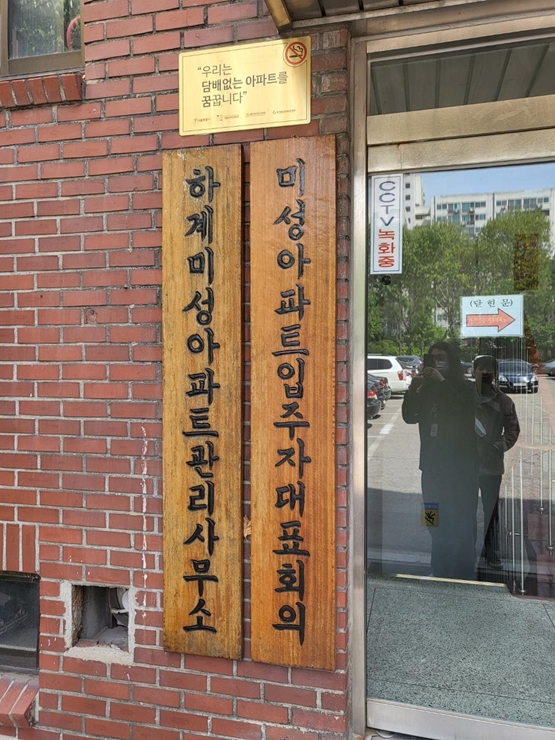 “우리는
담배없는 아파트를
꿈꿉니다”
하계미성아파트관리사무소
미성아파트입주자대표회의
CCTV 녹화중
(닫힌문)